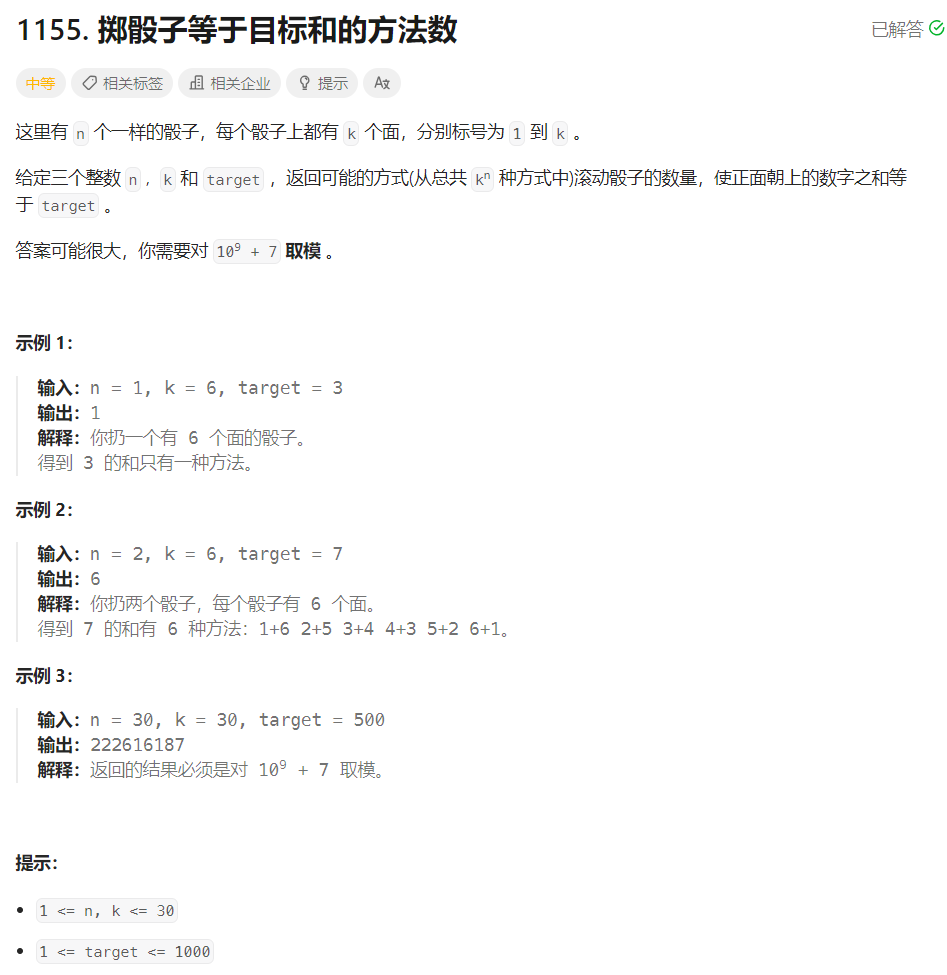 1155. 掷骰子等于目标和的方法数
已解答
中等 相关标签 相关企业 提示 Aあ
这里有 n 个一样的骰子，每个骰子上都有 k 个面，分别标号为 1 到 k 。
给定三个整数 n，k 和 target，返回可能的方式(从总共 kⁿ 种方式中)滚动骰子的数量，使正面朝上的数字之和等
于 target 。
答案可能很大，你需要对 10⁹ + 7 取模 。
示例 1：
输入：n = 1, k = 6, target = 3
输出：1
解释：你扔一个有 6 个面的骰子。
得到 3 的和只有一种方法。
示例 2：
输入：n = 2, k = 6, target = 7
输出：6
解释：你扔两个骰子，每个骰子有 6 个面。
得到 7 的和有 6 种方法：1+6 2+5 3+4 4+3 5+2 6+1。
示例 3：
输入：n = 30, k = 30, target = 500
输出：222616187
解释：返回的结果必须是对 10⁹ + 7 取模。
提示：
• 1 <= n, k <= 30
• 1 <= target <= 1000